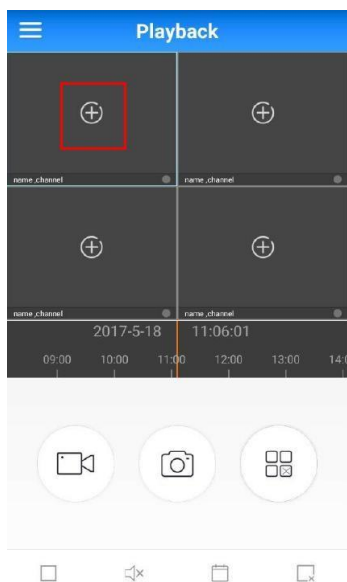 Playback
name ,channel name ,channel
name ,channel name ,channel
2017-5-18 11:06:01
09:00 10:00 11:00 12:00 13:00 14:0